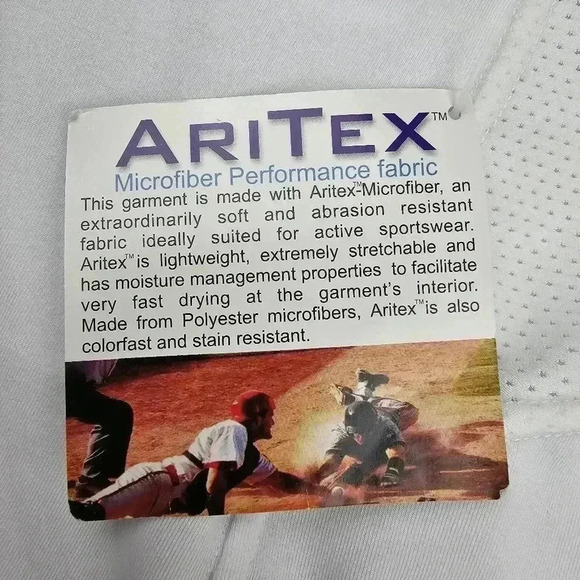 ARITEX™
Microfiber Performance fabric
This garment is made with Aritex™-Microfiber, an
extraordinarily soft and abrasion resistant
fabric ideally suited for active sportswear.
Aritex™ is lightweight, extremely stretchable and
has moisture management properties to facilitate
very fast drying at the garment's interior.
Made from Polyester microfibers, Aritex™ is also
colorfast and stain resistant.